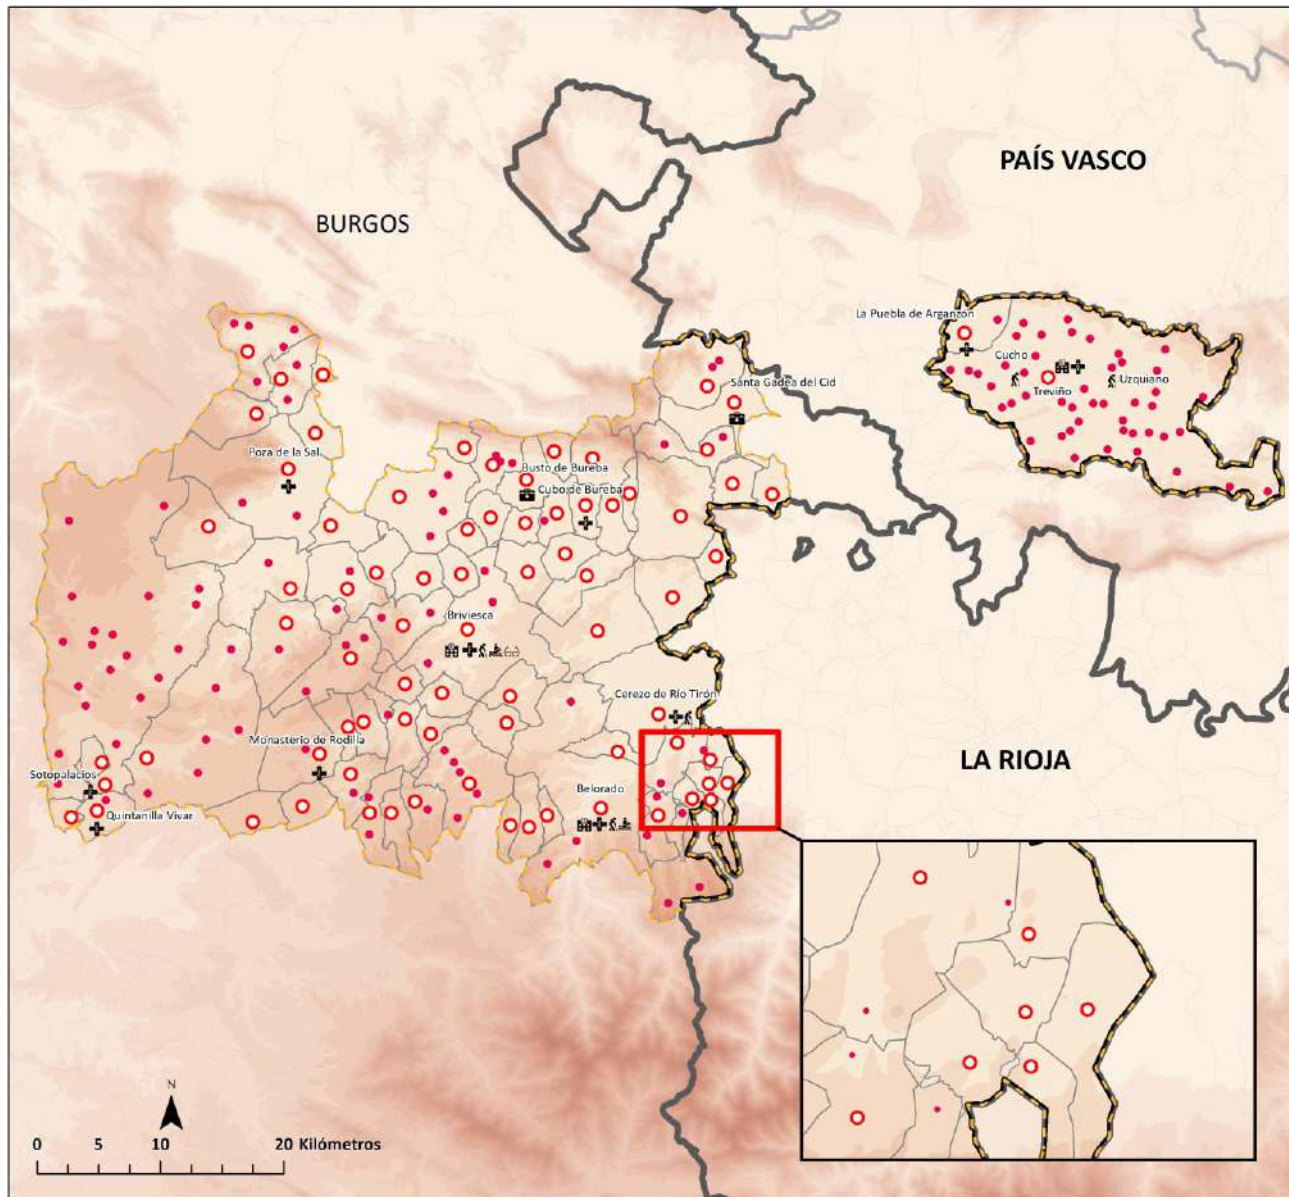 PAÍS VASCO
BURGOS
La Puebla de Arganzón
Cucho
Treviño
Uzquiano
Santa Gadea del Cid
Poza de la Sal
Busto de Bureba
Cubo de Bureba
Briviesca
Cerezo de Río Tirón
Monasterio de Rodilla
LA RIOJA
Sotopalacios
Belorado
Quintanilla Vivar
N
0 5 10 20 Kilómetros